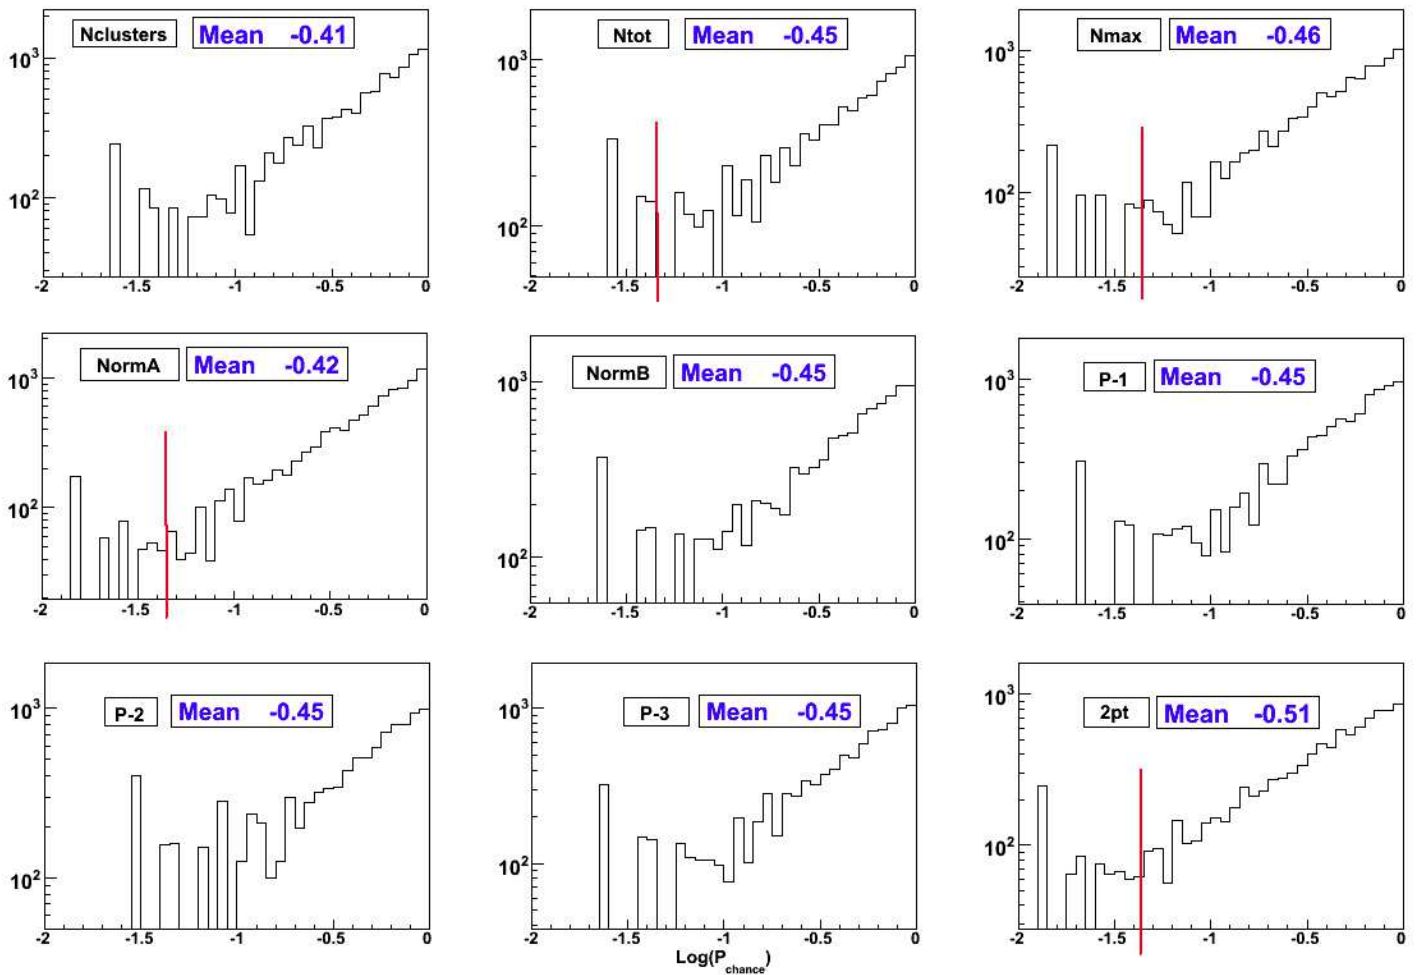 Nclusters Mean -0.41
10³
10²
-2 -1.5 -1 -0.5 0
Ntot Mean -0.45
10³
10²
-2 -1.5 -1 -0.5 0
Nmax Mean -0.46
10³
10²
-2 -1.5 -1 -0.5 0
NormA Mean -0.42
10³
10²
-2 -1.5 -1 -0.5 0
NormB Mean -0.45
10³
10²
-2 -1.5 -1 -0.5 0
P-1 Mean -0.45
10³
10²
-2 -1.5 -1 -0.5 0
P-2 Mean -0.45
10³
10²
-2 -1.5 -1 -0.5 0
P-3 Mean -0.45
10³
10²
-2 -1.5 -1 -0.5 0
Log(P_chance)
2pt Mean -0.51
10³
10²
-2 -1.5 -1 -0.5 0